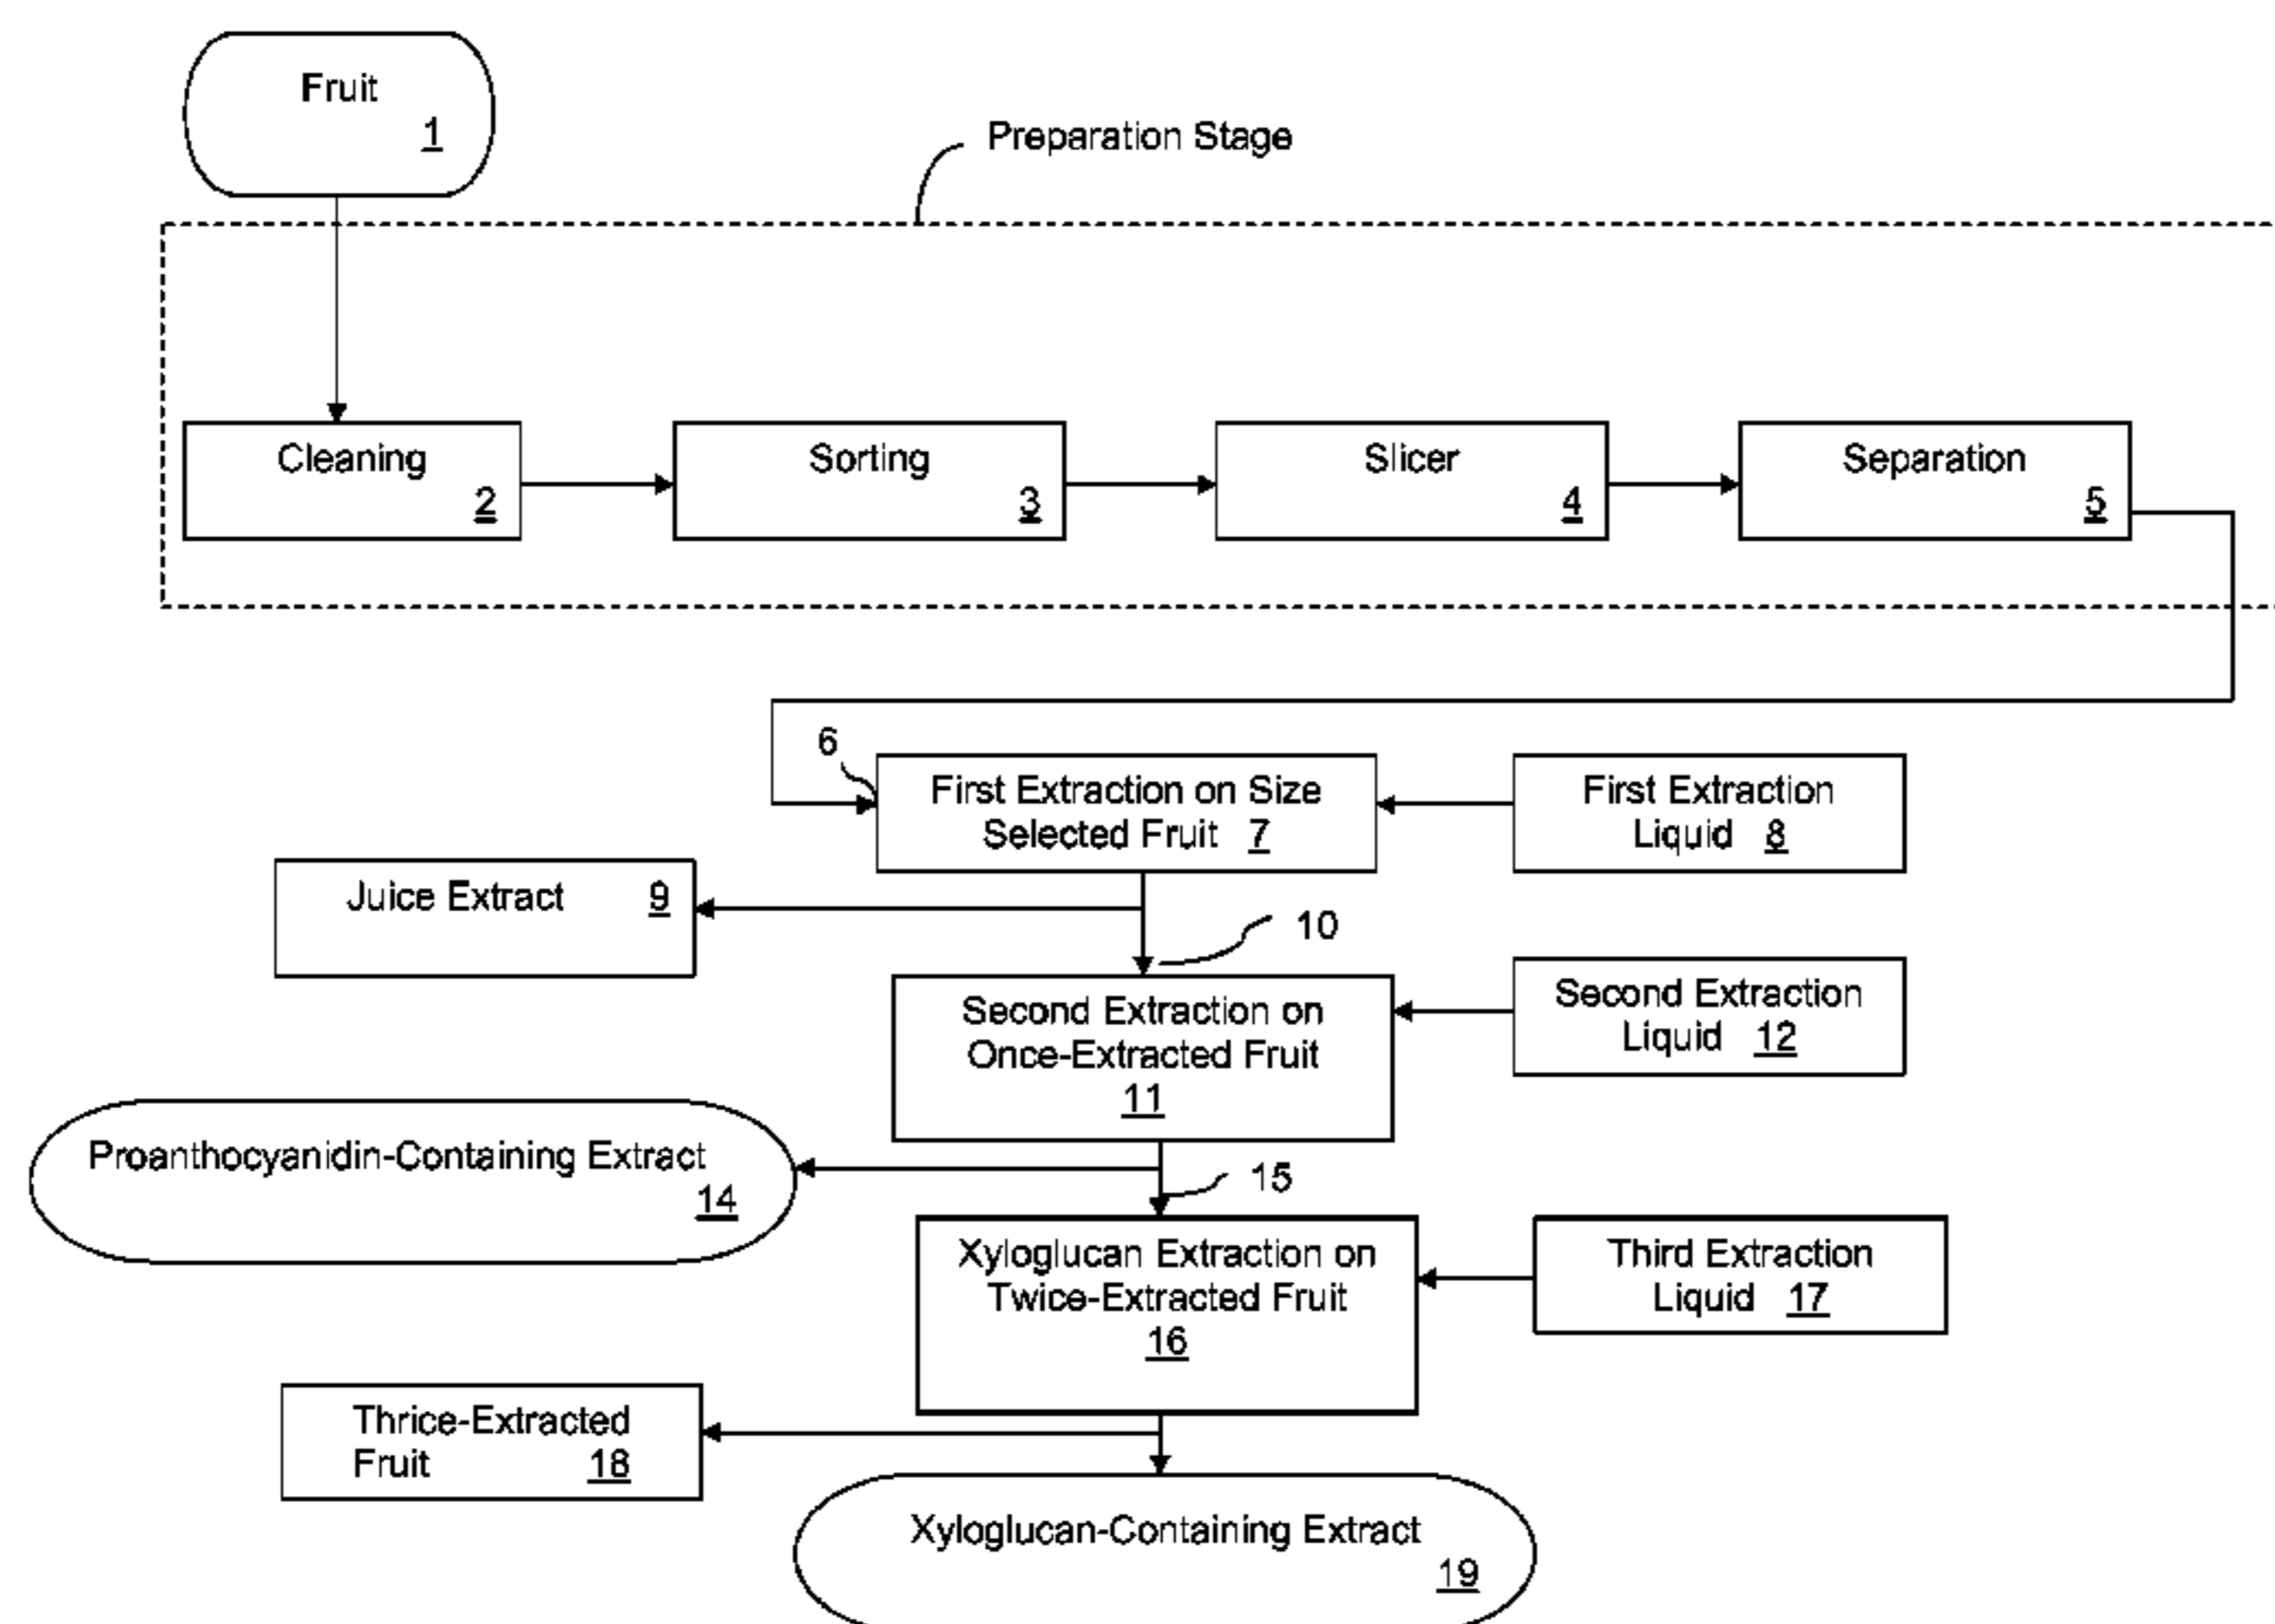 Fruit
1
Preparation Stage
Cleaning
2
Sorting
3
Slicer
4
Separation
5
6
First Extraction on Size
Selected Fruit 7
First Extraction
Liquid 8
Juice Extract 9
10
Second Extraction on
Once-Extracted Fruit
11
Second Extraction
Liquid 12
Proanthocyanidin-Containing Extract
14
15
Xyloglucan Extraction on
Twice-Extracted Fruit
16
Third Extraction
Liquid 17
Thrice-Extracted
Fruit 18
Xyloglucan-Containing Extract
19